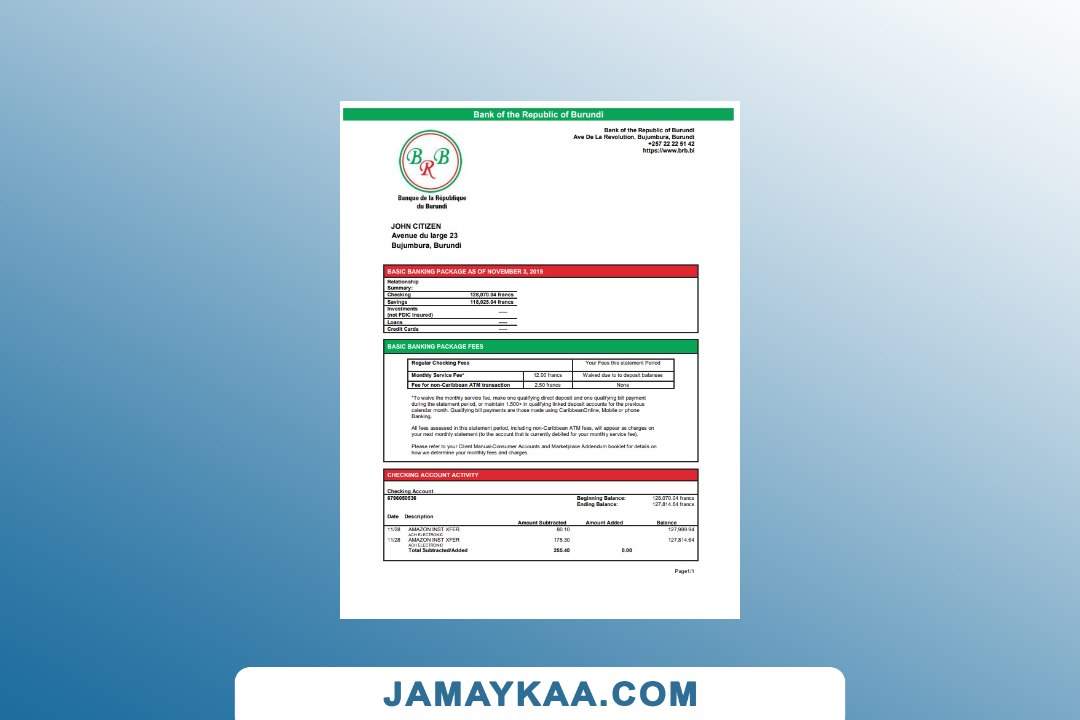 Bank of the Republic of Burundi
Bank of the Republic of Burundi
Ave De La Revolution, Bujumbura, Burundi
+257 22 22 51 42
https://www.brb.bi
B R B
Banque de la République
du Burundi
JOHN CITIZEN
Avenue du large 23
Bujumbura, Burundi
BASIC BANKING PACKAGE AS OF NOVEMBER 3, 2019
Relationship
Summary:
Checking 128,070.04 francs
Savings 118,025.04 francs
Investments
(not FDIC Insured) -----
Loans -----
Credit Cards -----
BASIC BANKING PACKAGE FEES
Regular Checking Fees Your Fees this statement Period
Monthly Service Fee* 12.00 francs Waived due to to deposit balances
Fee for non-Caribbean ATM transaction 2.50 francs None
*To waive the monthly service fee, make one qualifying direct deposit and one qualifying bill payment
during the statement period, or maintain 1,500+ in qualifying linked deposit accounts for the previous
calendar month. Qualifying bill payments are those made using CaribbeanOnline, Mobile or phone
Banking.
All fees assessed in this statement period, including non-Caribbean ATM fees, will appear as charges on
your next monthly statement (to the account that is currently debited for your monthly service fee).
Please refer to your Client Manual-Consumer Accounts and Marketplace Addendum booklet for details on
how we determine your monthly fees and charges.
CHECKING ACCOUNT ACTIVITY
Checking Account
6796050536
Beginning Balance: 128,070.04 francs
Ending Balance: 127,814.64 francs
Date Description
Amount Subtracted Amount Added Balance
11/28 AMAZON INST XFER 80.10 127,989.94
ACH ELECTRONIC
11/28 AMAZON INST XFER 175.30 127,814.64
ACH ELECTRONIC
Total Subtracted/Added 255.40 0.00
Page1/1
JAMAYKAA.COM